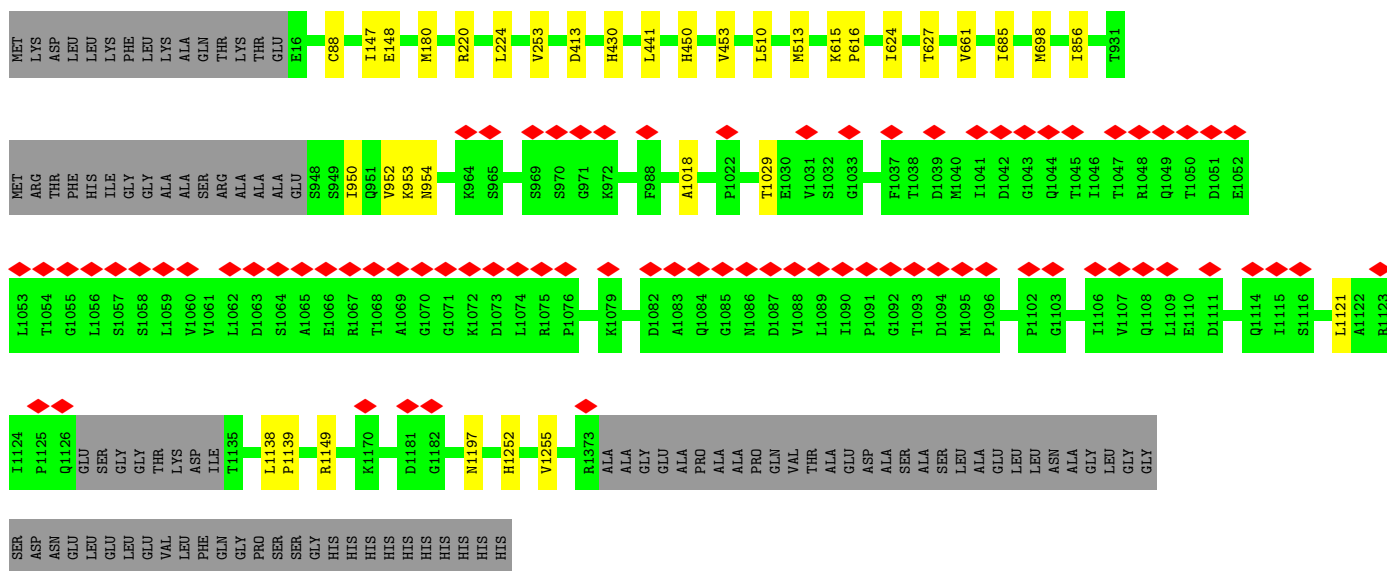 MET LYS ASP LEU LEU LYS PHE LEU LYS ALA GLN THR LYS THR GLU E16 C88 I147 E148 M180 R220 L224 V253 D413 H430 L441 H450 V453 L510 M513 K615 P616 I624 T627 V661 I685 M698 I856 T931
MET ARG THR PHE HIS ILE GLY GLY ALA ALA SER ARG ALA ALA ALA GLU S948 S949 I950 Q951 V952 K953 N954 K964 S965 S969 S970 G971 K972 F988 A1018 P1022 T1029 E1030 V1031 S1032 G1033 F1037 T1038 D1039 M1040 I1041 D1042 G1043 Q1044 T1045 I1046 T1047 R1048 Q1049 T1050 D1051 E1052
L1053 T1054 G1055 L1056 S1057 S1058 L1059 V1060 V1061 L1062 D1063 S1064 A1065 E1066 R1067 T1068 A1069 G1070 G1071 K1072 D1073 L1074 R1075 P1076 K1079 D1082 A1083 Q1084 G1085 N1086 D1087 V1088 L1089 I1090 P1091 G1092 T1093 D1094 M1095 P1096 P1102 G1103 I1106 V1107 Q1108 L1109 E1110 D1111 Q1114 I1115 S1116 L1121 A1122 R1123
I1124 P1125 Q1126 GLU SER GLY GLY THR LYS ASP ILE T1135 L1138 P1139 R1149 K1170 D1181 G1182 N1197 H1252 V1255 R1373 ALA ALA GLY GLU ALA PRO ALA ALA PRO GLN VAL THR ALA GLU ASP ALA SER ALA SER LEU ALA GLU LEU LEU ASN ALA GLY LEU GLY GLY
SER ASP ASN GLU LEU GLU LEU GLU VAL LEU PHE GLN GLY PRO SER SER GLY HIS HIS HIS HIS HIS HIS HIS HIS HIS HIS